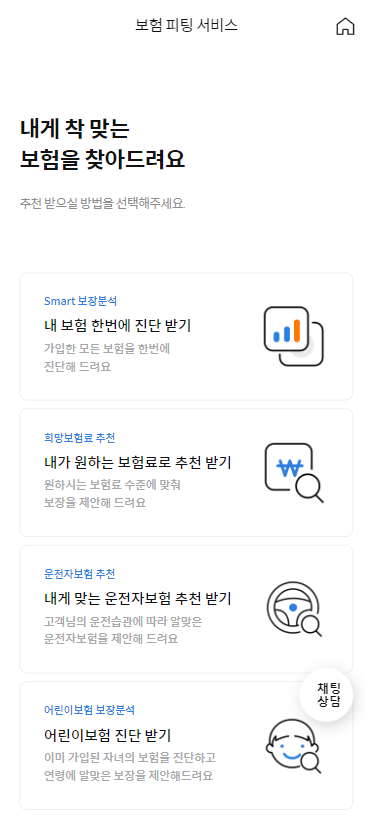 보험 피팅 서비스
내게 착 맞는
보험을 찾아드려요
추천 받으실 방법을 선택해주세요.
Smart 보장분석
내 보험 한번에 진단 받기
가입한 모든 보험을 한번에
진단해 드려요
희망보험료 추천
내가 원하는 보험료로 추천 받기
원하시는 보험료 수준에 맞춰
보장을 제안해 드려요
운전자보험 추천
내게 맞는 운전자보험 추천 받기
고객님의 운전습관에 따라 알맞은
운전자보험을 제안해 드려요
채팅
상담
어린이보험 보장분석
어린이보험 진단 받기
이미 가입된 자녀의 보험을 진단하고
연령에 알맞은 보장을 제안해드려요